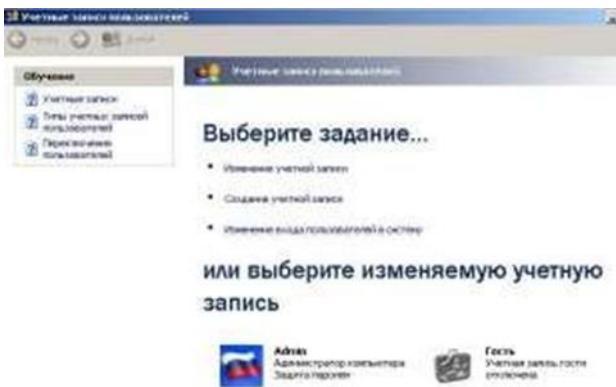 Учетные записи пользователей
Назад
Домой
Учетные записи пользователей
Обучение
Учетные записи
Типы учетных записей
пользователей
Переключение
пользователей
Выберите задание...
Изменение учетной записи
Создание учетной записи
Изменение входа пользователей в систему
или выберите изменяемую учетную
запись
Admin
Администратор компьютера
Защита паролем
Гость
Учетная запись гостя
отключена